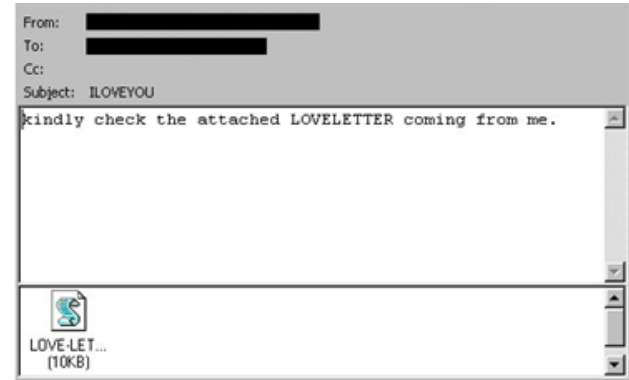 From:
To:
Cc:
Subject: ILOVEYOU
kindly check the attached LOVELETTER coming from me.
LOVE-LET...
(10KB)